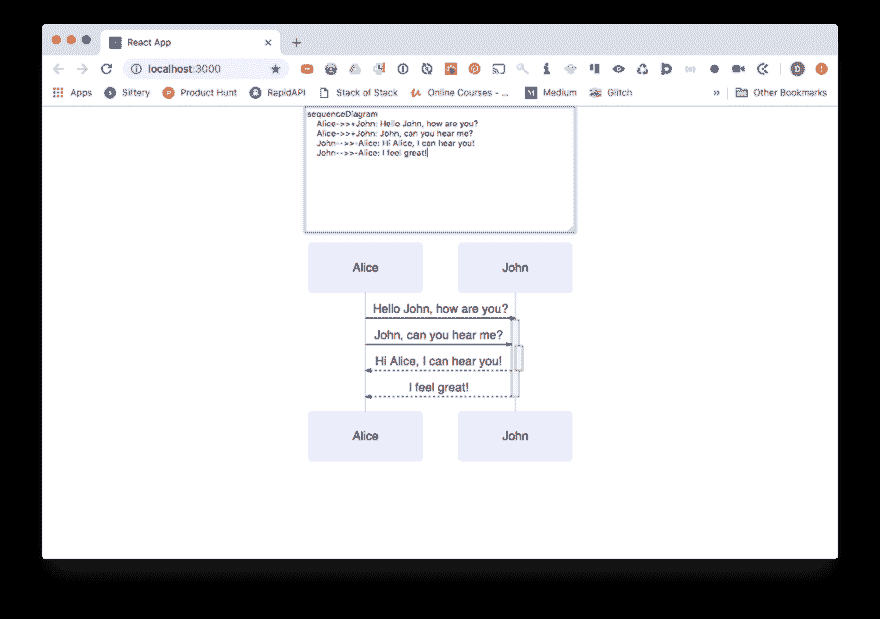 React App
localhost:3000
Apps Siftery Product Hunt RapidAPI Stack of Stack Online Courses - ... Medium Glitch » Other Bookmarks
sequenceDiagram
Alice->>+John: Hello John, how are you?
Alice->>+John: John, can you hear me?
John-->>-Alice: Hi Alice, I can hear you!
John-->>-Alice: I feel great!
Alice John
Hello John, how are you?
John, can you hear me?
Hi Alice, I can hear you!
I feel great!
Alice John